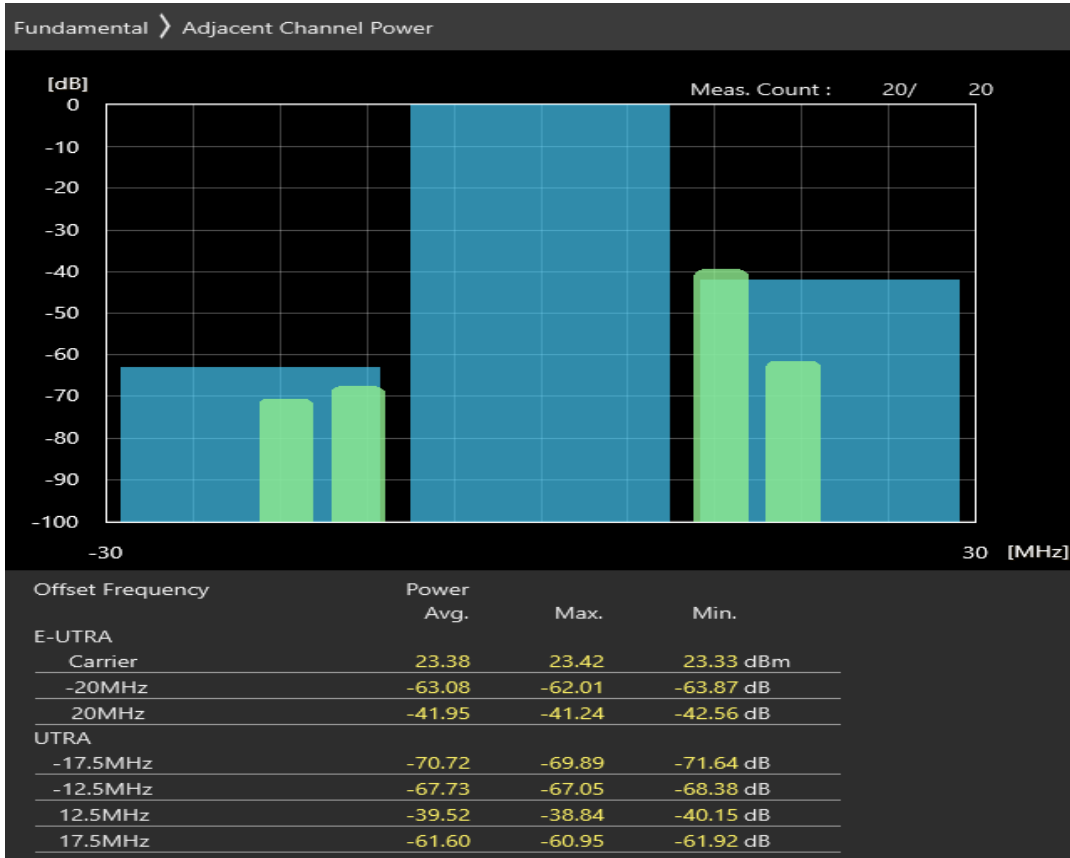 Fundamental 〉 Adjacent Channel Power
[dB]
Meas. Count : 20/ 20
0
-10
-20
-30
-40
-50
-60
-70
-80
-90
-100
-30 30 [MHz]
Offset Frequency Power
Avg. Max. Min.
E-UTRA
Carrier 23.38 23.42 23.33 dBm
-20MHz -63.08 -62.01 -63.87 dB
20MHz -41.95 -41.24 -42.56 dB
UTRA
-17.5MHz -70.72 -69.89 -71.64 dB
-12.5MHz -67.73 -67.05 -68.38 dB
12.5MHz -39.52 -38.84 -40.15 dB
17.5MHz -61.60 -60.95 -61.92 dB